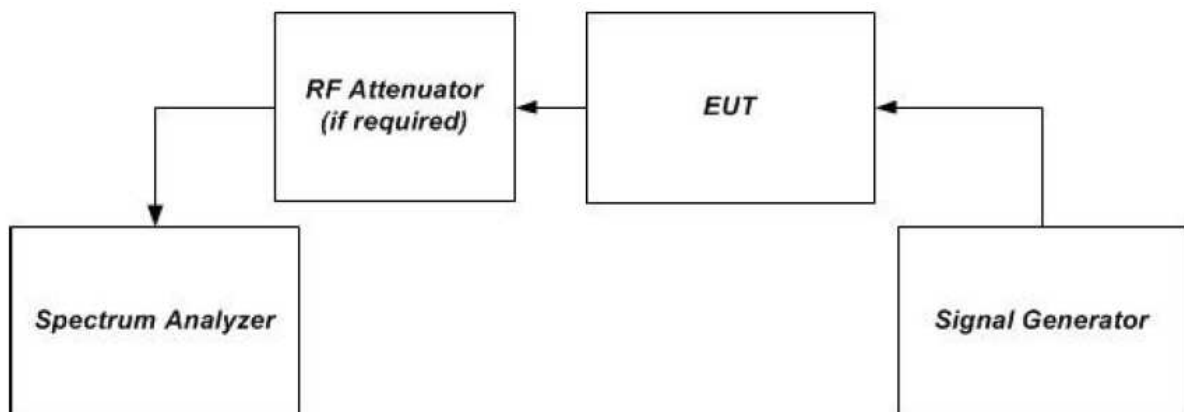 RF Attenuator
(if required)
EUT
Spectrum Analyzer
Signal Generator